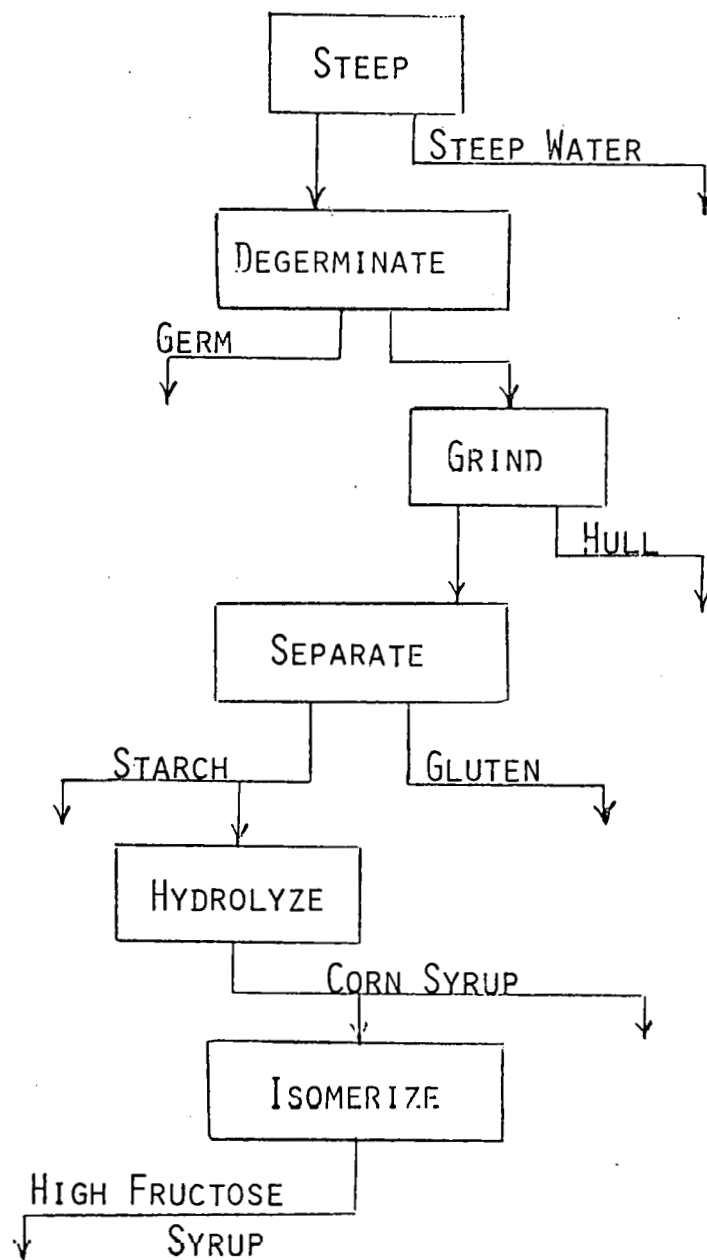 STEEP
STEEP WATER
DEGERMINATE
GERM
GRIND
HULL
SEPARATE
STARCH
GLUTEN
HYDROLYZE
CORN SYRUP
ISOMERIZE
HIGH FRUCTOSE
SYRUP